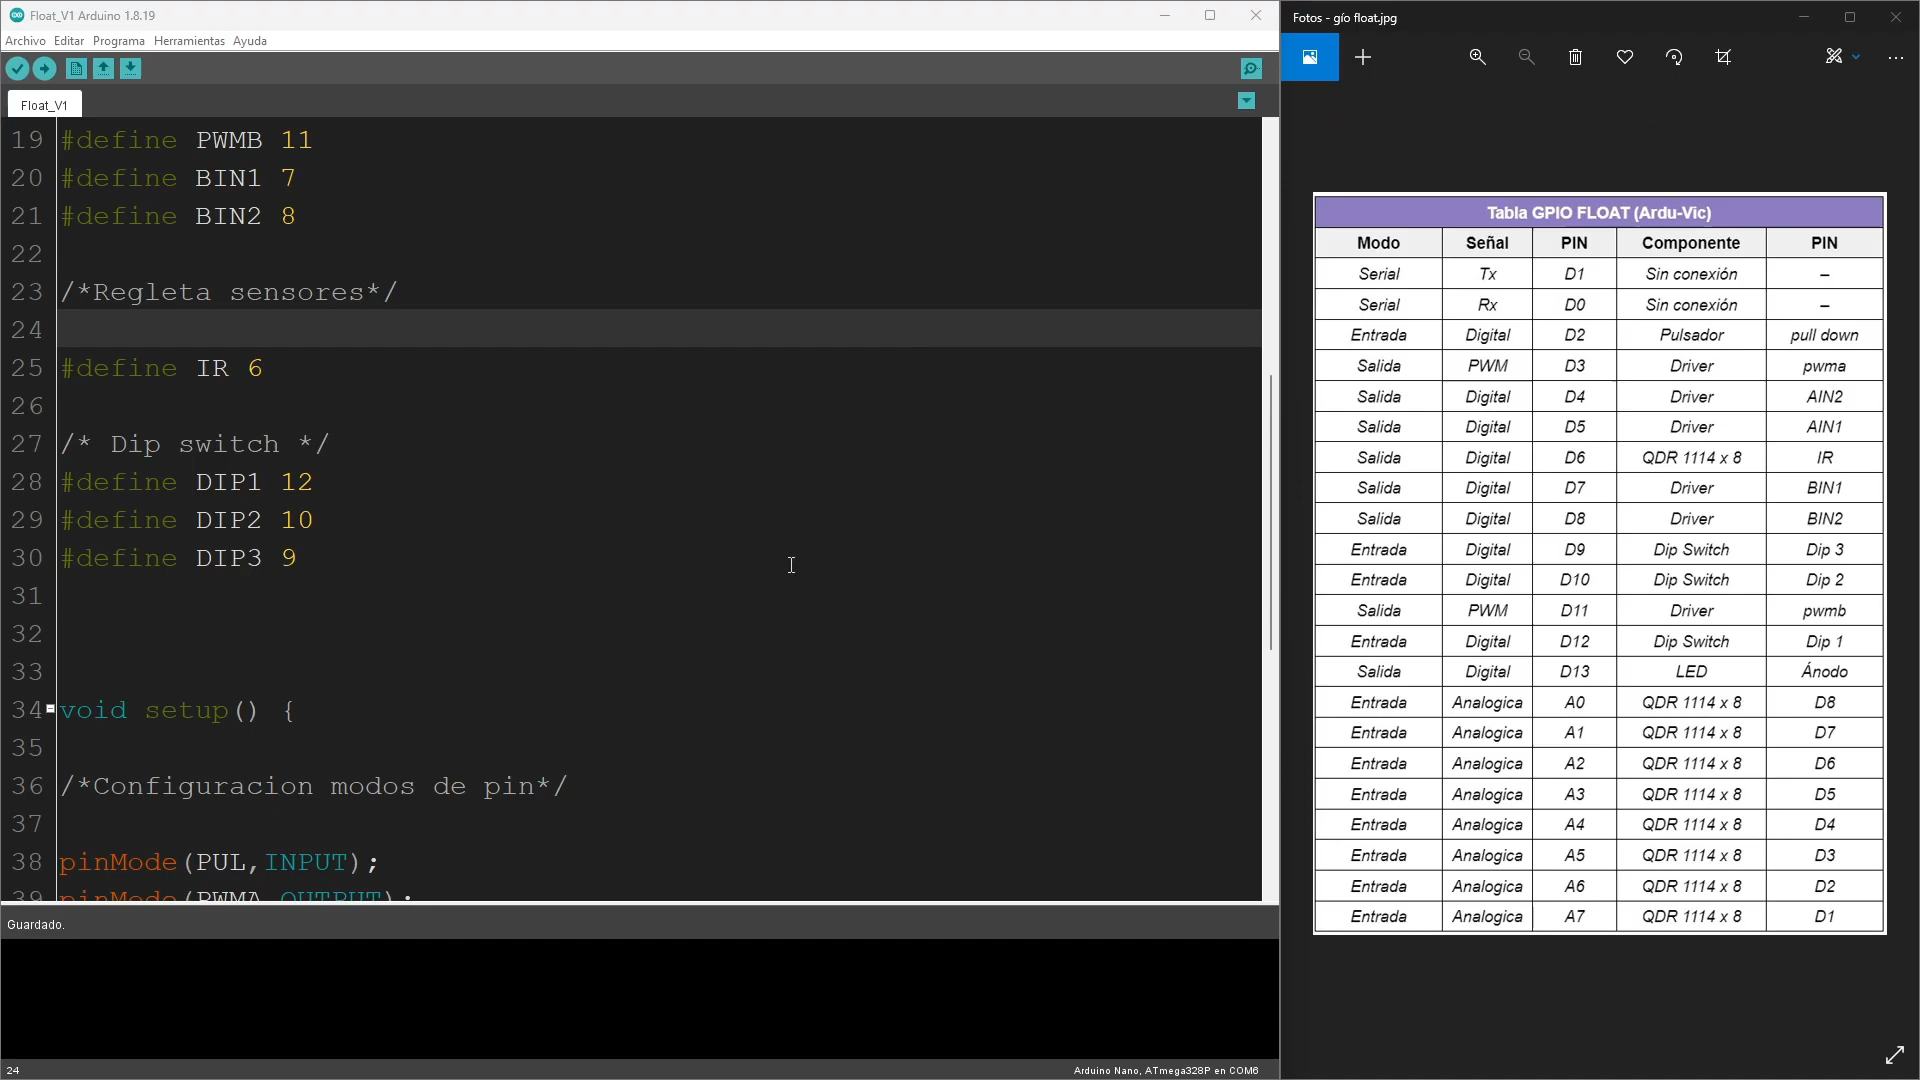 Float_V1 Arduino 1.8.19
Archivo Editar Programa Herramientas Ayuda
Float_V1
19 #define PWMB 11
20 #define BIN1 7
21 #define BIN2 8
22
23 /*Regleta sensores*/
24
25 #define IR 6
26
27 /* Dip switch */
28 #define DIP1 12
29 #define DIP2 10
30 #define DIP3 9
31
32
33
34 void setup() {
35
36 /*Configuracion modos de pin*/
37
38 pinMode(PUL,INPUT);
39 pinMode(PWMA,OUTPUT);
Guardado.
24
Arduino Nano, ATmega328P en COM6
Fotos - gío float.jpg
Tabla GPIO FLOAT (Ardu-Vic)
Modo Señal PIN Componente PIN
Serial Tx D1 Sin conexión –
Serial Rx D0 Sin conexión –
Entrada Digital D2 Pulsador pull down
Salida PWM D3 Driver pwma
Salida Digital D4 Driver AIN2
Salida Digital D5 Driver AIN1
Salida Digital D6 QDR 1114 x 8 IR
Salida Digital D7 Driver BIN1
Salida Digital D8 Driver BIN2
Entrada Digital D9 Dip Switch Dip 3
Entrada Digital D10 Dip Switch Dip 2
Salida PWM D11 Driver pwmb
Entrada Digital D12 Dip Switch Dip 1
Salida Digital D13 LED Ánodo
Entrada Analogica A0 QDR 1114 x 8 D8
Entrada Analogica A1 QDR 1114 x 8 D7
Entrada Analogica A2 QDR 1114 x 8 D6
Entrada Analogica A3 QDR 1114 x 8 D5
Entrada Analogica A4 QDR 1114 x 8 D4
Entrada Analogica A5 QDR 1114 x 8 D3
Entrada Analogica A6 QDR 1114 x 8 D2
Entrada Analogica A7 QDR 1114 x 8 D1